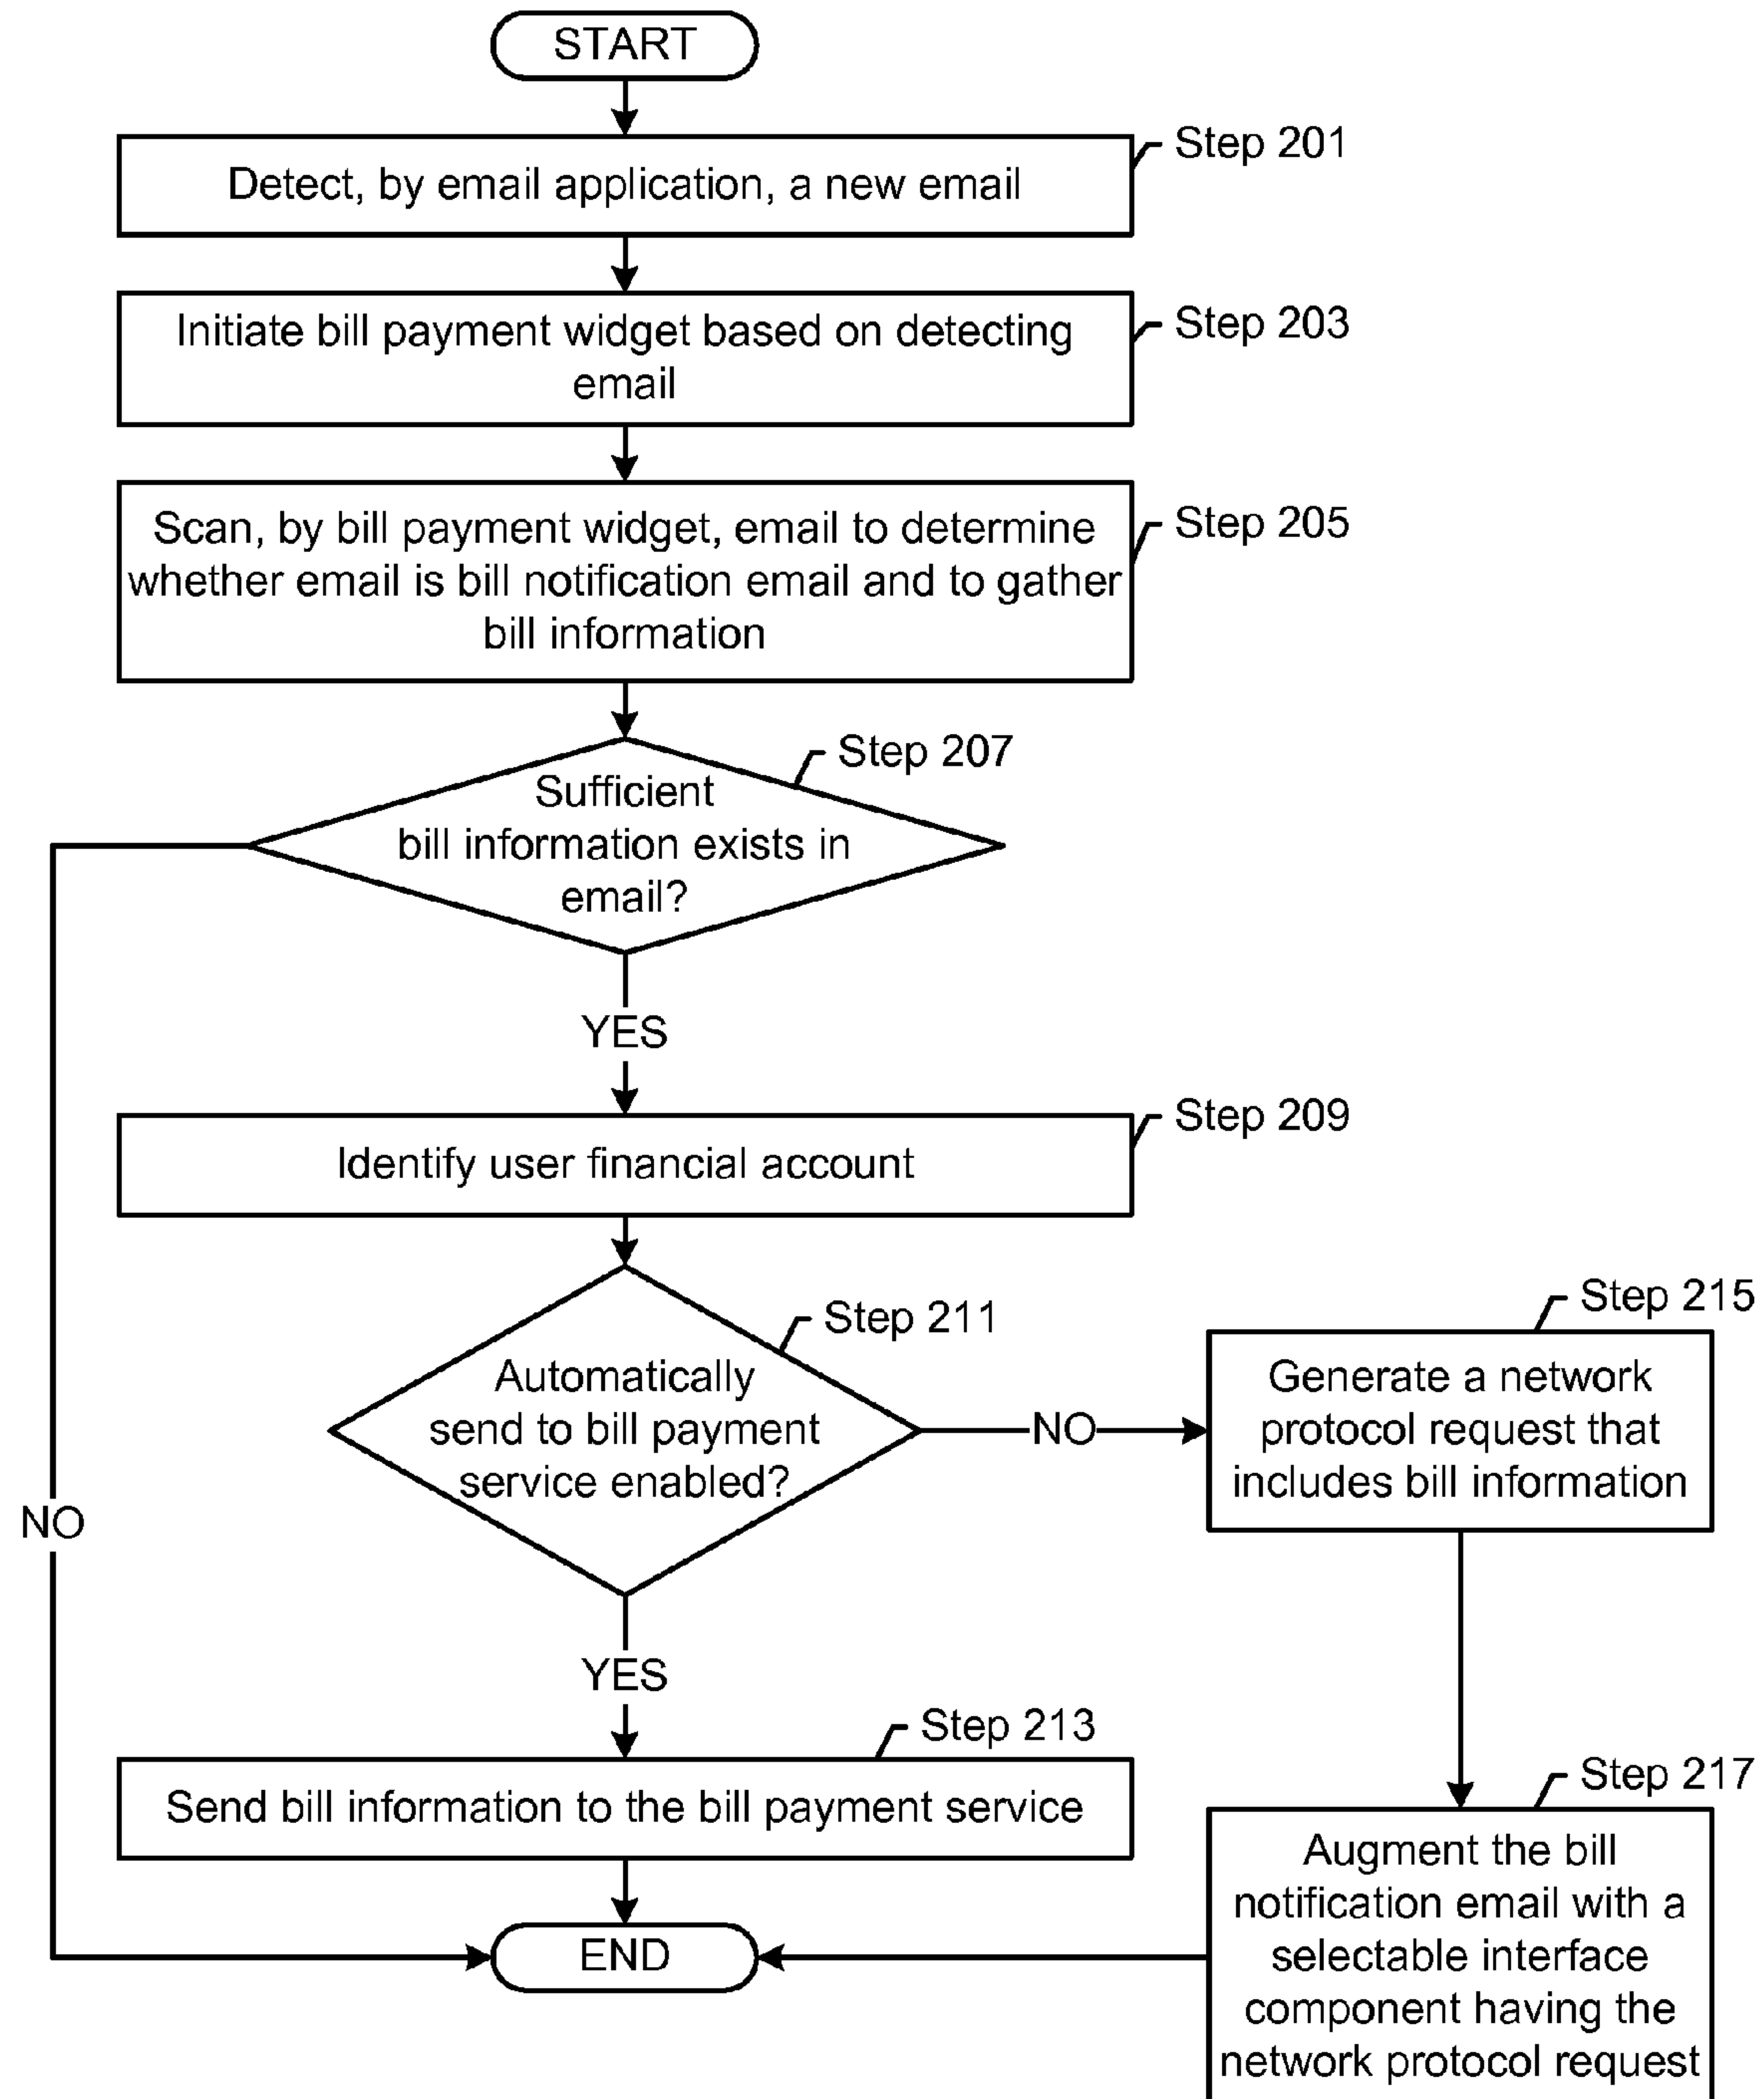 START
Step 201
Detect, by email application, a new email
Step 203
Initiate bill payment widget based on detecting
email
Step 205
Scan, by bill payment widget, email to determine
whether email is bill notification email and to gather
bill information
Step 207
Sufficient
bill information exists in
email?
YES
Step 209
Identify user financial account
Step 211
Automatically
send to bill payment
service enabled?
NO
Step 215
Generate a network
protocol request that
includes bill information
NO
YES
Step 213
Send bill information to the bill payment service
Step 217
Augment the bill
notification email with a
selectable interface
component having the
network protocol request
END